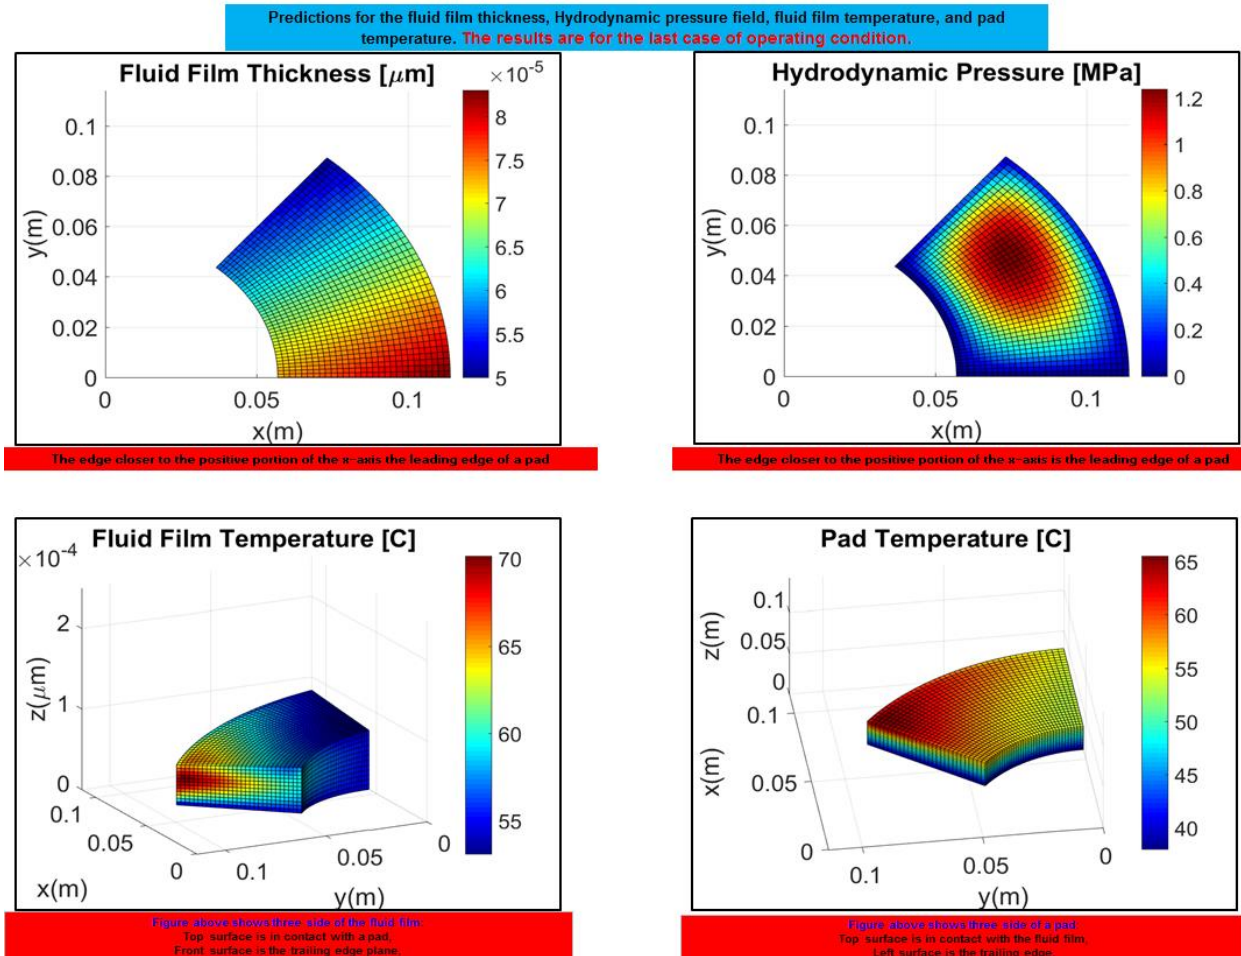 Predictions for the fluid film thickness, Hydrodynamic pressure field, fluid film temperature, and pad
temperature. The results are for the last case of operating condition.
Fluid Film Thickness [μm]
×10-5
8
7
6.5
6
5.5
5
0.1
0.08
0.06
0.04
0.02
0
y(m)
0
0.05
0.1
x(m)
The edge closer to the positive portion of the x-axis the leading edge of a pad
Hydrodynamic Pressure [MPa]
1.2
1
0.8
0.6
0.4
0.2
0
0.1
0.08
0.06
0.04
0.02
0
y(m)
0
0.05
0.1
x(m)
The edge closer to the positive portion of the x-axis is the leading edge of a pad
Fluid Film Temperature [C]
×10-4
70
65
60
55
2
1
0
z(μm)
0.1
0.05
0
x(m)
0.1
0.05
0
y(m)
Figure above shows three side of the fluid film:
Top surface is in contact with a pad,
Front surface is the trailing edge plane,
Pad Temperature [C]
65
60
55
50
45
40
0.1
0.05
0
z(m)
0.1
0.05
0
x(m)
0.1
0.05
0
y(m)
Figure above shows three side of a pad
Top surface is in contact with the fluid film,
Left surface is the trailing edge